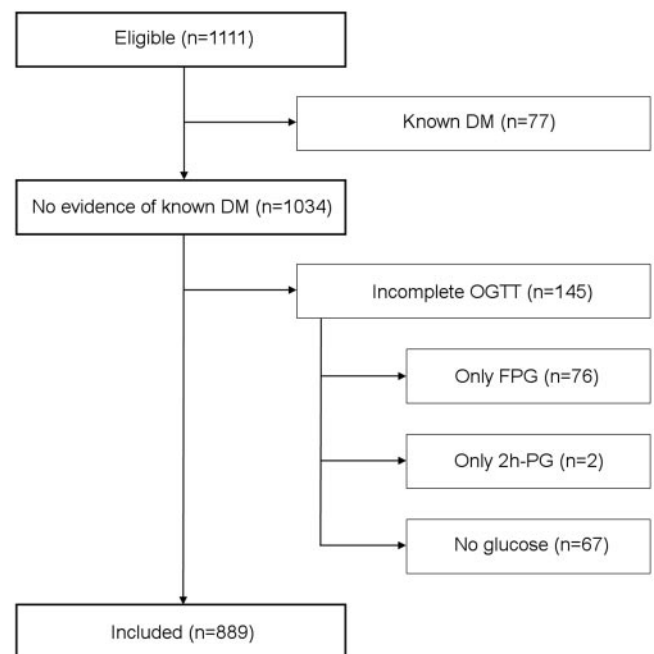 Eligible (n=1111)
Known DM (n=77)
No evidence of known DM (n=1034)
Incomplete OGTT (n=145)
Only FPG (n=76)
Only 2h-PG (n=2)
No glucose (n=67)
Included (n=889)